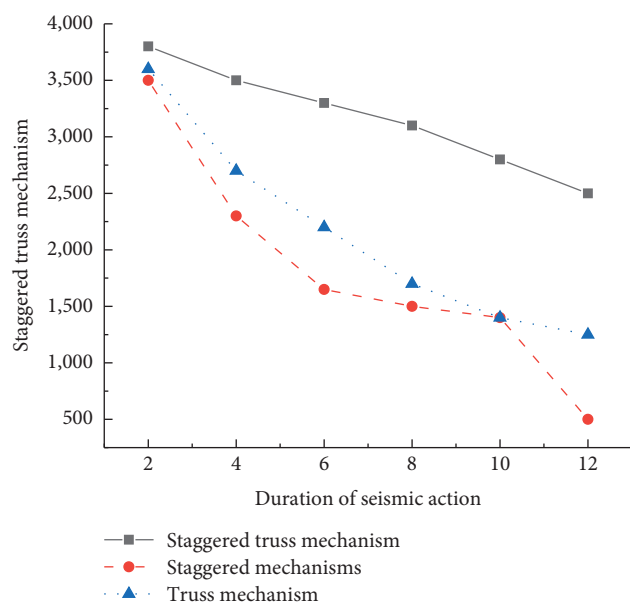 4,000
3,500
3,000
2,500
2,000
1,500
1,000
500
Staggered truss mechanism
2 4 6 8 10 12
Duration of seismic action
Staggered truss mechanism
Staggered mechanisms
Truss mechanism